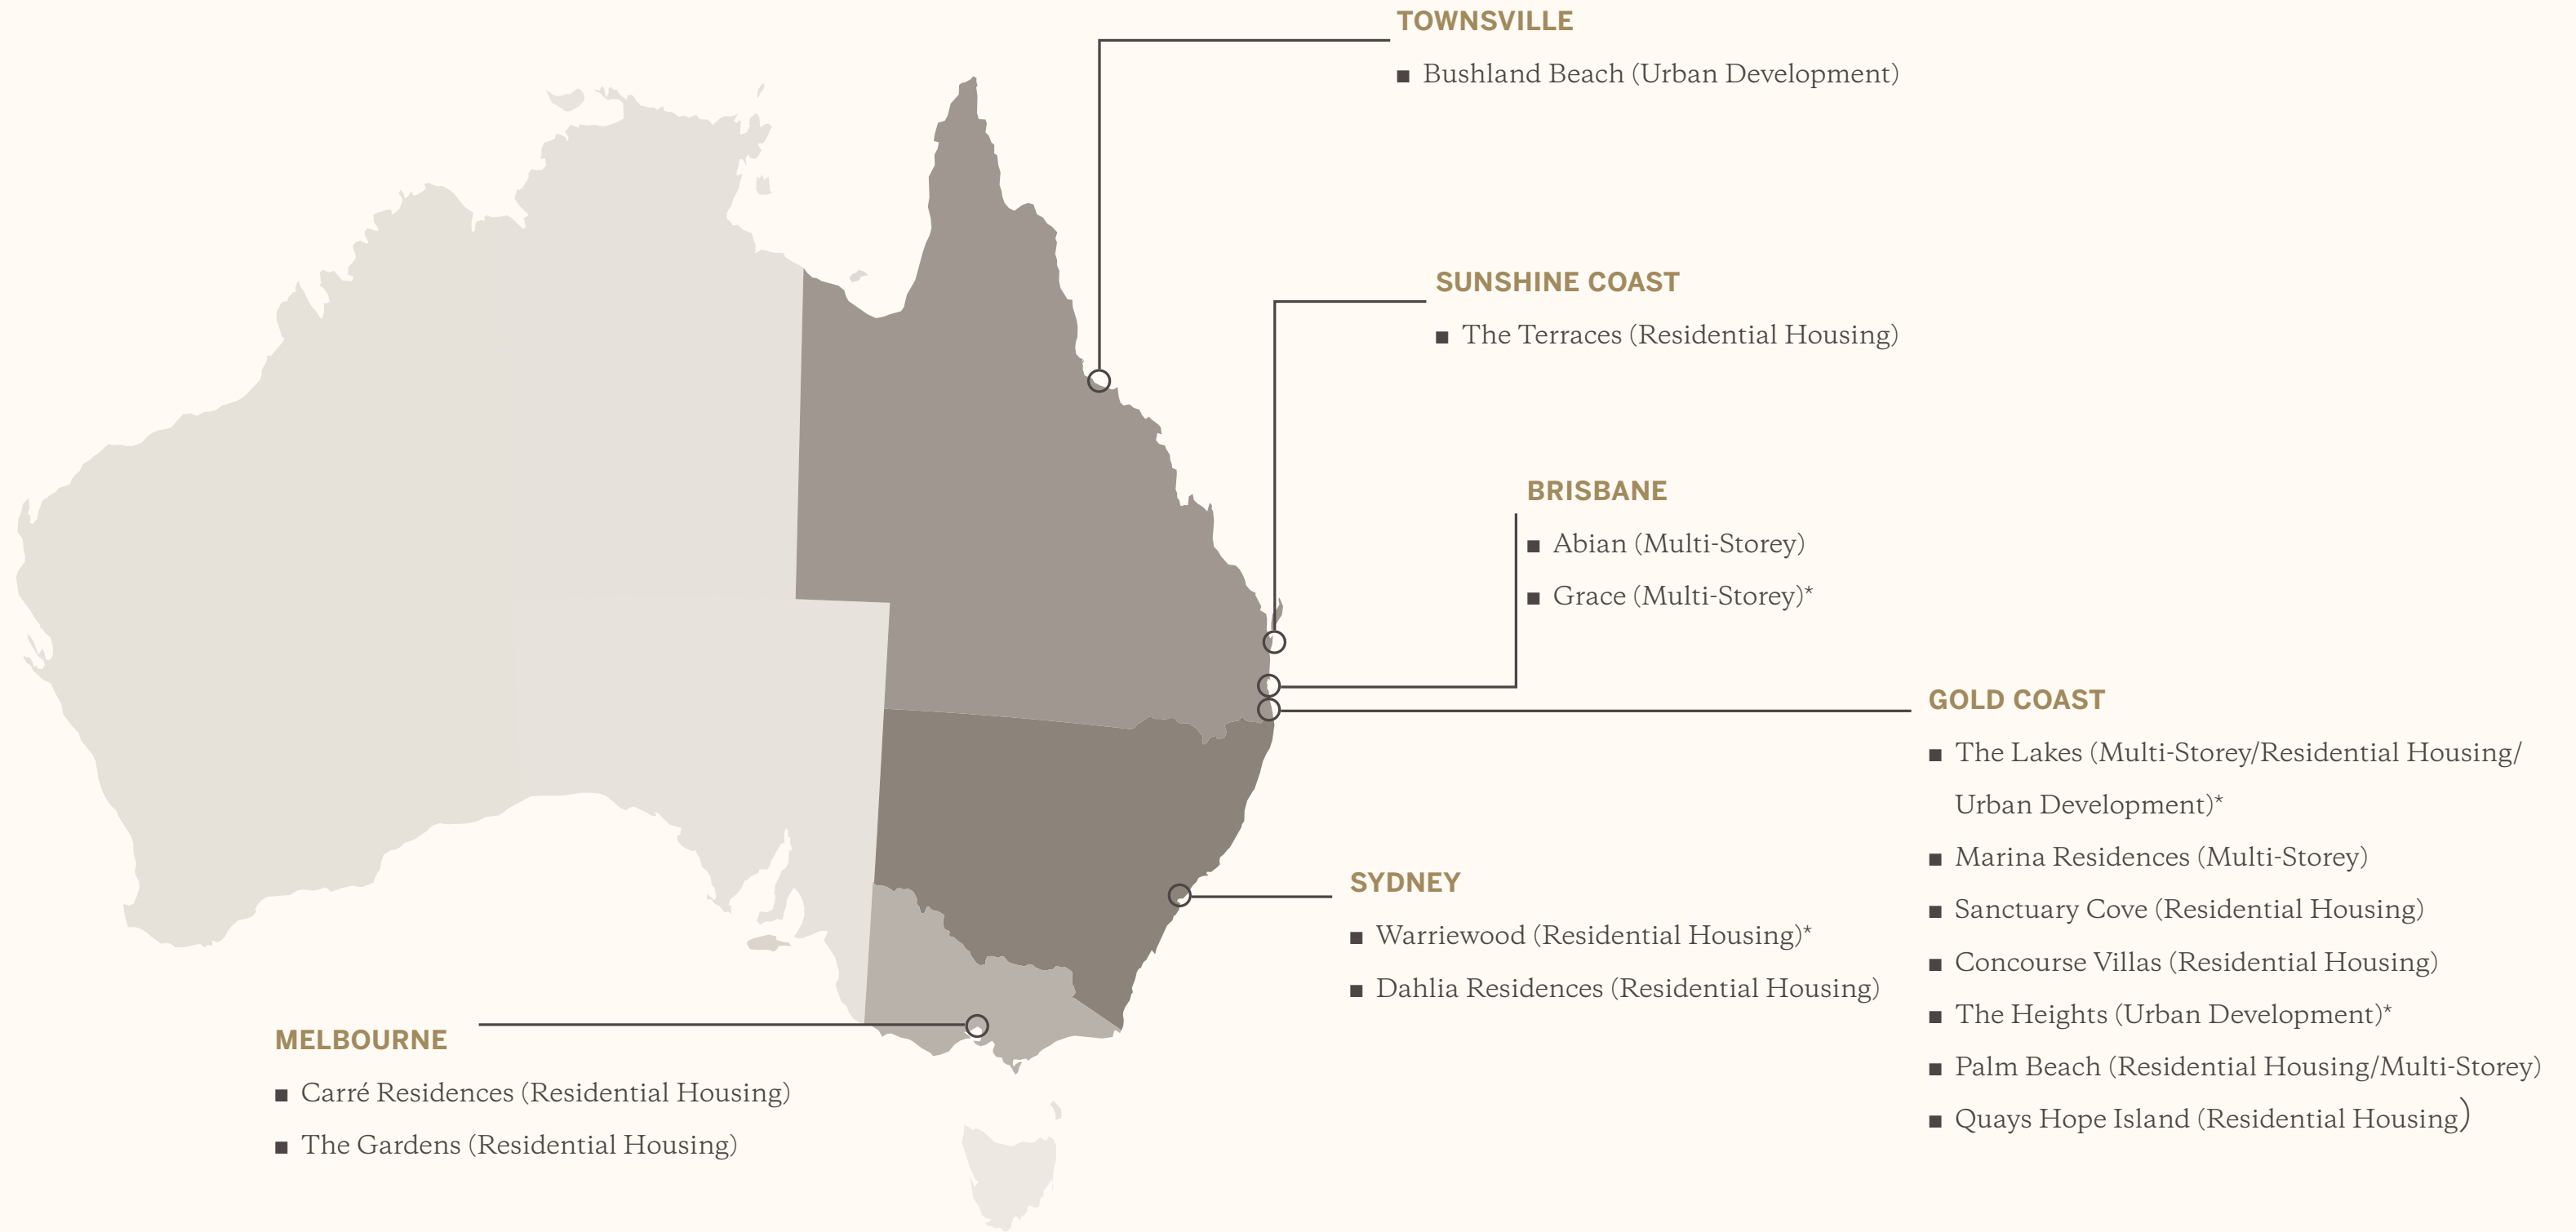 TOWNSVILLE
■ Bushland Beach (Urban Development)
SUNSHINE COAST
■ The Terraces (Residential Housing)
BRISBANE
■ Abian (Multi-Storey)
■ Grace (Multi-Storey)*
GOLD COAST
■ The Lakes (Multi-Storey/Residential Housing/
Urban Development)*
■ Marina Residences (Multi-Storey)
■ Sanctuary Cove (Residential Housing)
■ Concourse Villas (Residential Housing)
■ The Heights (Urban Development)*
■ Palm Beach (Residential Housing/Multi-Storey)
■ Quays Hope Island (Residential Housing)
SYDNEY
■ Warriewood (Residential Housing)*
■ Dahlia Residences (Residential Housing)
MELBOURNE
■ Carré Residences (Residential Housing)
■ The Gardens (Residential Housing)